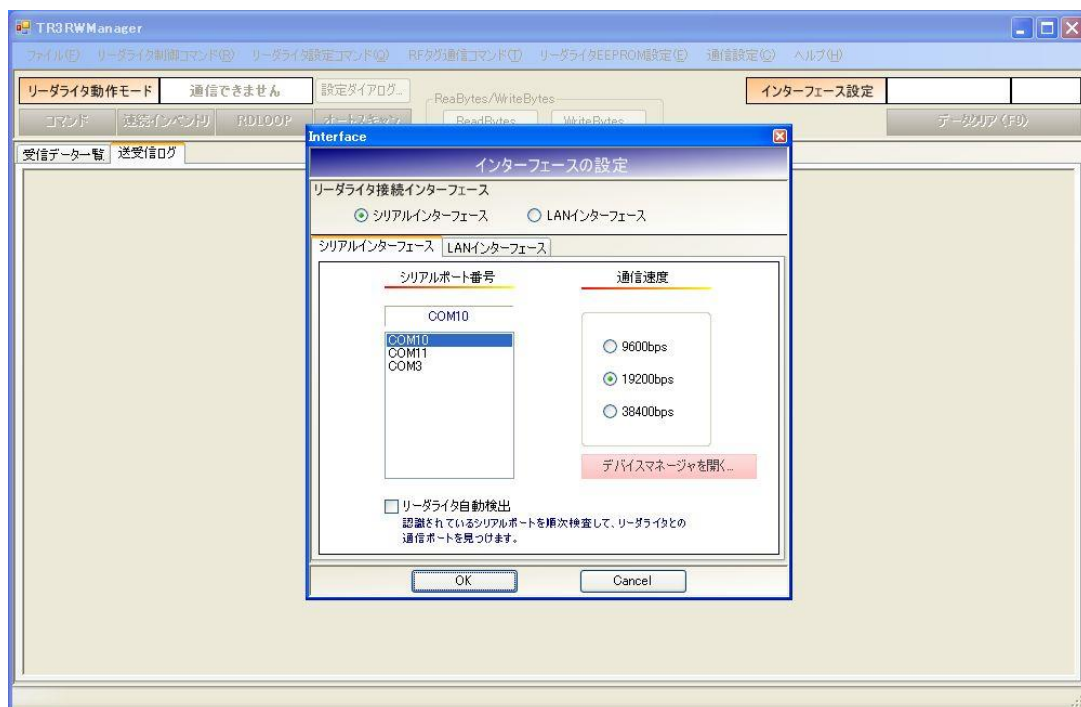 TR3RWManager
ファイル(F) リーダライタ制御コマンド(R) リーダライタ設定コマンド(Q) RFタグ通信コマンド(T) リーダライタEEPROM設定(E) 通信設定(C) ヘルプ(H)
リーダライタ動作モード 通信できません 設定ダイアログ... ReaBytes/WriteBytes インターフェース設定
コマンド 連続インベントリ RDLOOP オートスキャン ReadBytes WriteBytes データクリア(F9)
受信データ一覧 送受信ログ
Interface
インターフェースの設定
リーダライタ接続インターフェース
シリアルインターフェース LANインターフェース
シリアルインターフェース LANインターフェース
シリアルポート番号 通信速度
COM10
COM10
COM11
COM3
9600bps
19200bps
38400bps
デバイスマネージャを開く...
リーダライタ自動検出
認識されているシリアルポートを順次検査して、リーダライタとの
通信ポートを見つけます。
OK Cancel